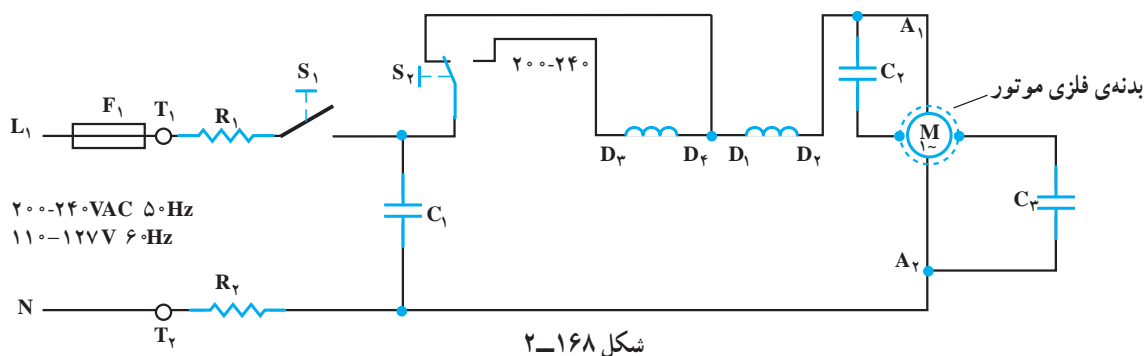 A۱
C۲
S۲
۲۰۰-۲۴۰
بدنه‌ی فلزی موتور
S۱
F۱
T۱
R۱
L۱
M
۱~
D۳
D۴
D۱
D۲
C۳
۲۰۰-۲۴۰VAC ۵۰Hz
C۱
۱۱۰–۱۲۷V ۶۰Hz
A۲
R۲
N
T۲
شکل ۱۶۸ــ۲